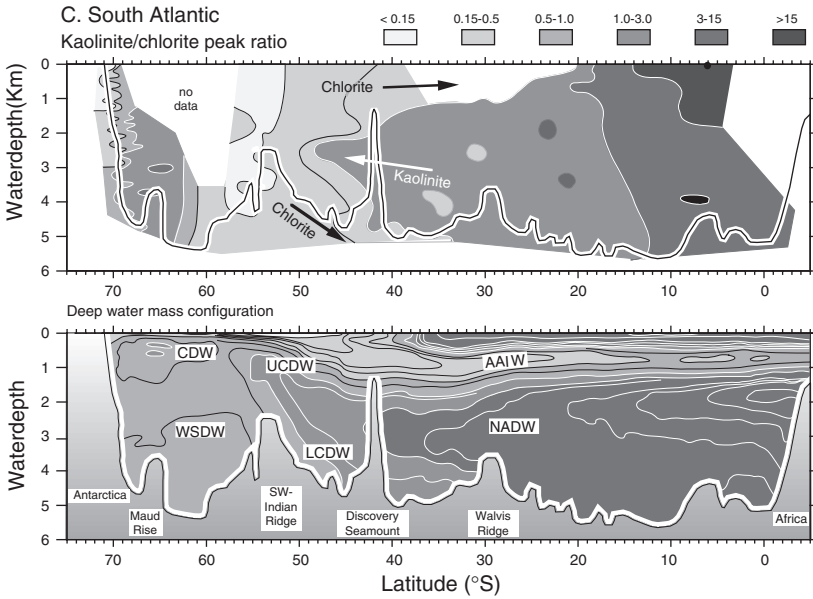 C. South Atlantic
Kaolinite/chlorite peak ratio
< 0.15 0.15-0.5 0.5-1.0 1.0-3.0 3-15 >15
Waterdepth(Km)
0
1
2
3
4
5
6
no
data
Chlorite
Kaolinite
Chlorite
70 60 50 40 30 20 10 0
Deep water mass configuration
Waterdepth
0
1
2
3
4
5
6
CDW
UCDW
AAIW
WSDW
NADW
LCDW
Antarctica
Maud
Rise
SW-
Indian
Ridge
Discovery
Seamount
Walvis
Ridge
Africa
70 60 50 40 30 20 10 0
Latitude (°S)